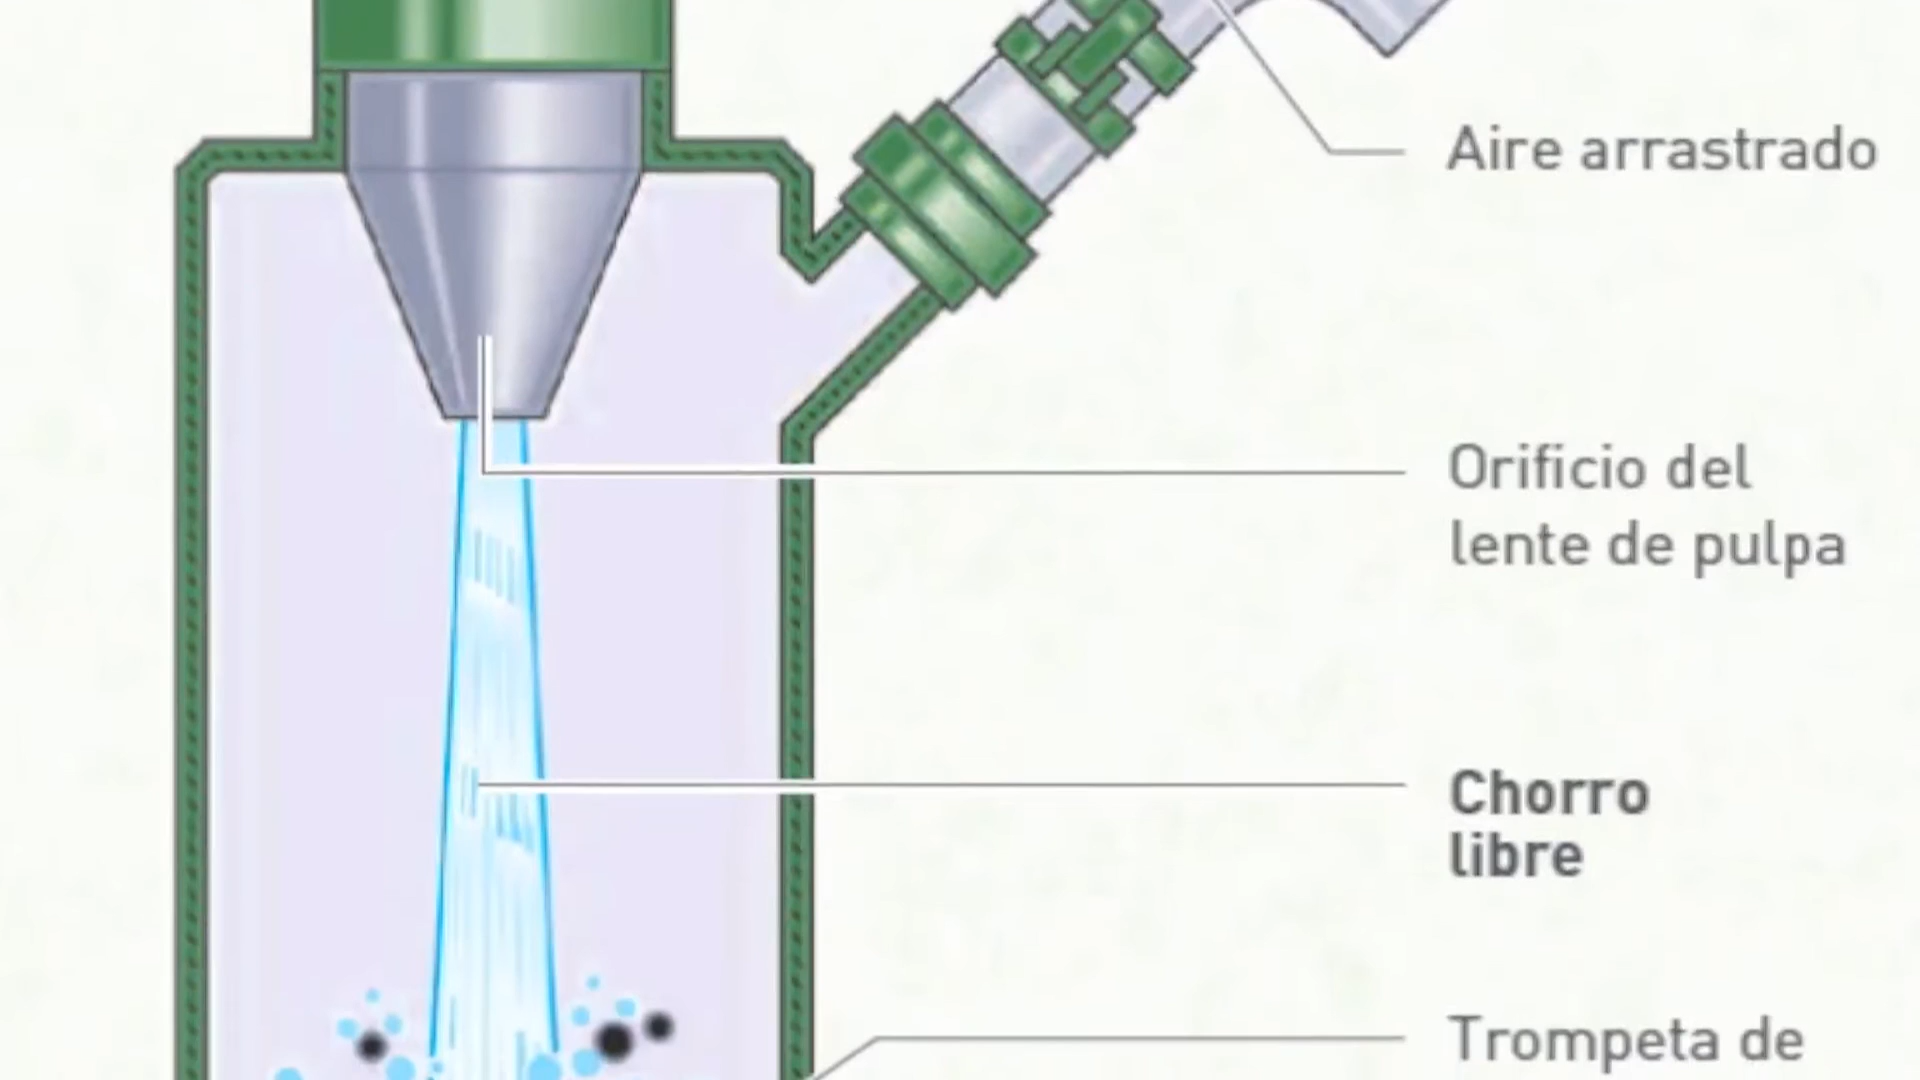 Aire arrastrado
Orificio del
lente de pulpa
Chorro
libre
Trompeta de